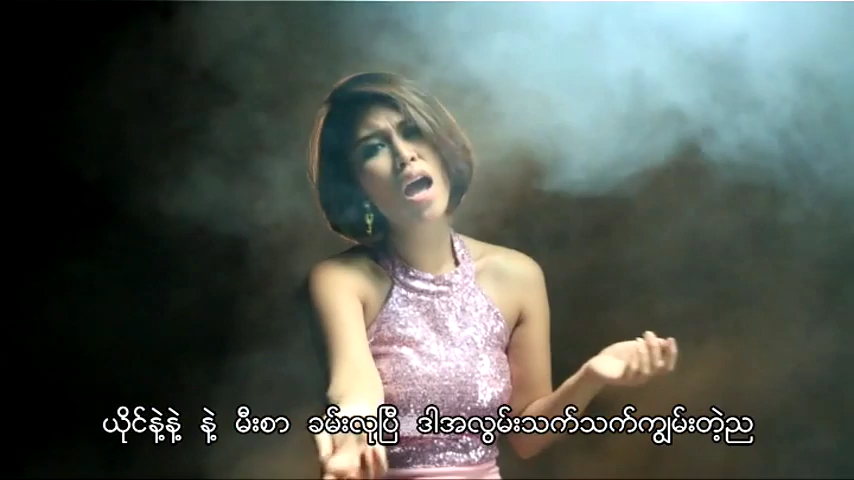 ယိုင်နဲ့နဲ့ နဲ့ မီးစာ ခမ်းလုပြီ ဒါအလွမ်းသက်သက်ကျွမ်းတဲ့ည